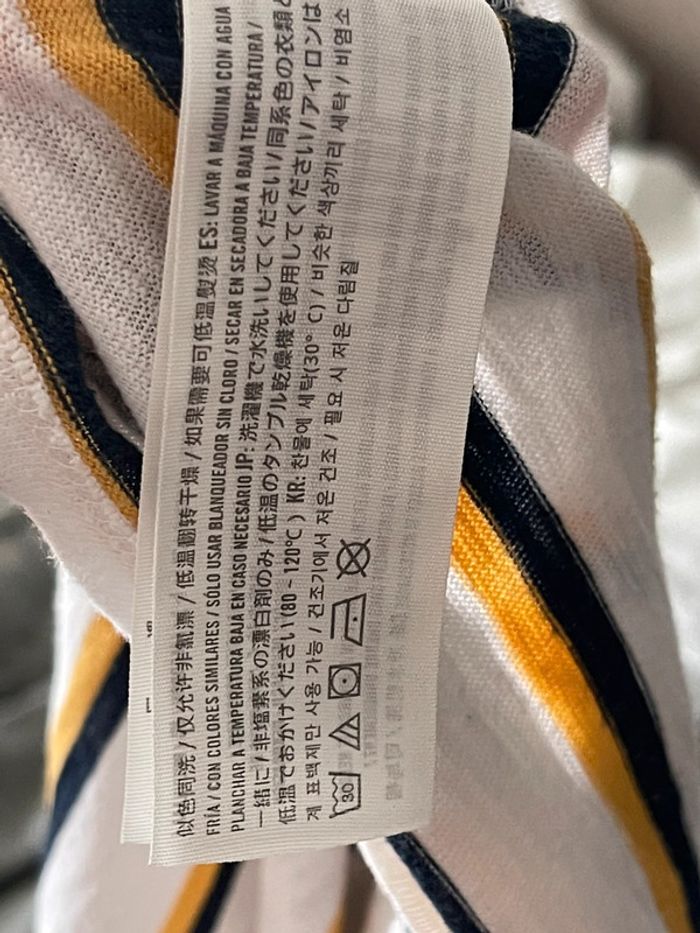 似色同洗 / 仅允许非氯漂 / 低温翻转干燥 / 如果需要可低温熨烫 ES: LAVAR A MÁQUINA CON AGUA
FRÍA / CON COLORES SIMILARES / SÓLO USAR BLANQUEADOR SIN CLORO / SECAR EN SECADORA A BAJA TEMPERATURA /
PLANCHAR A TEMPERATURA BAJA EN CASO NECESARIO JP: 洗濯機で水洗いしてください/同系色の衣類と
一緒に/非塩素系の漂白剤のみ/低温のタンブル乾燥機を使用してください/アイロンは
低温でおかけください(80 ~ 120℃) KR: 찬물에 세탁(30° C) / 비슷한 색상끼리 세탁 / 비염소
계 표백제만 사용 가능 / 건조기에서 저온 건조 / 필요 시 저온 다림질
30